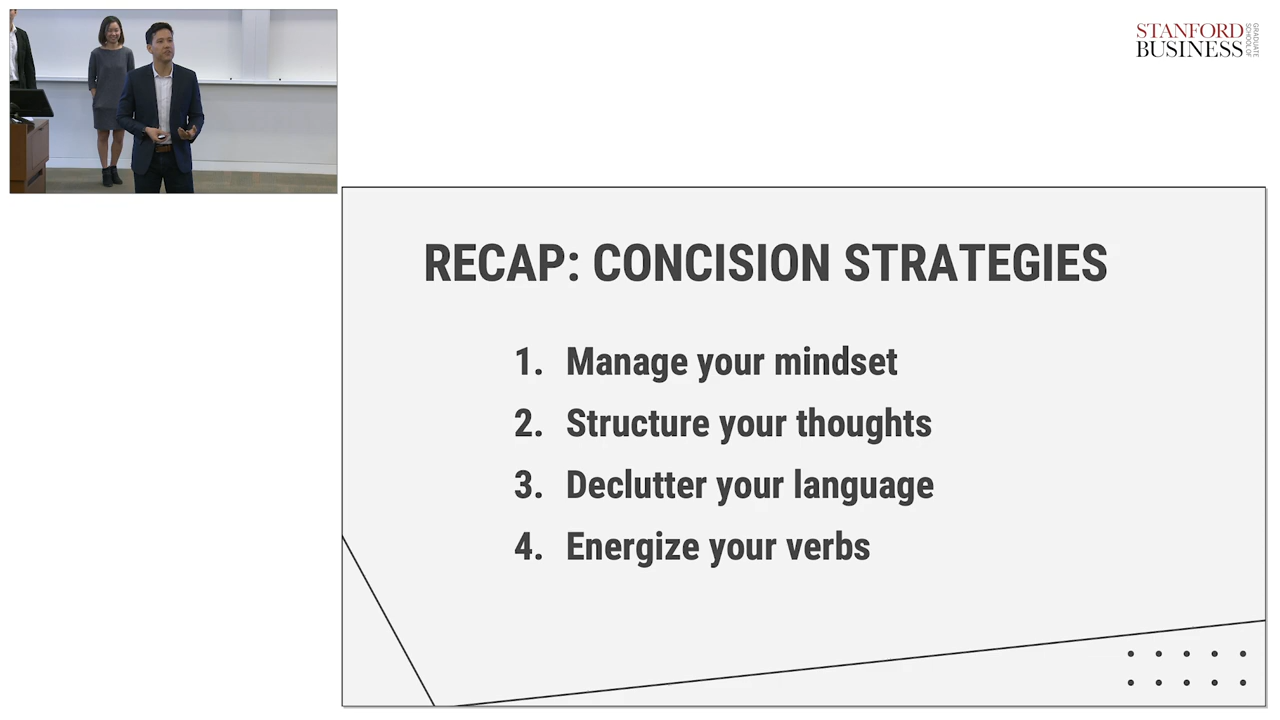 STANFORD
BUSINESS
GRADUATE
SCHOOL OF
RECAP: CONCISION STRATEGIES
1. Manage your mindset
2. Structure your thoughts
3. Declutter your language
4. Energize your verbs